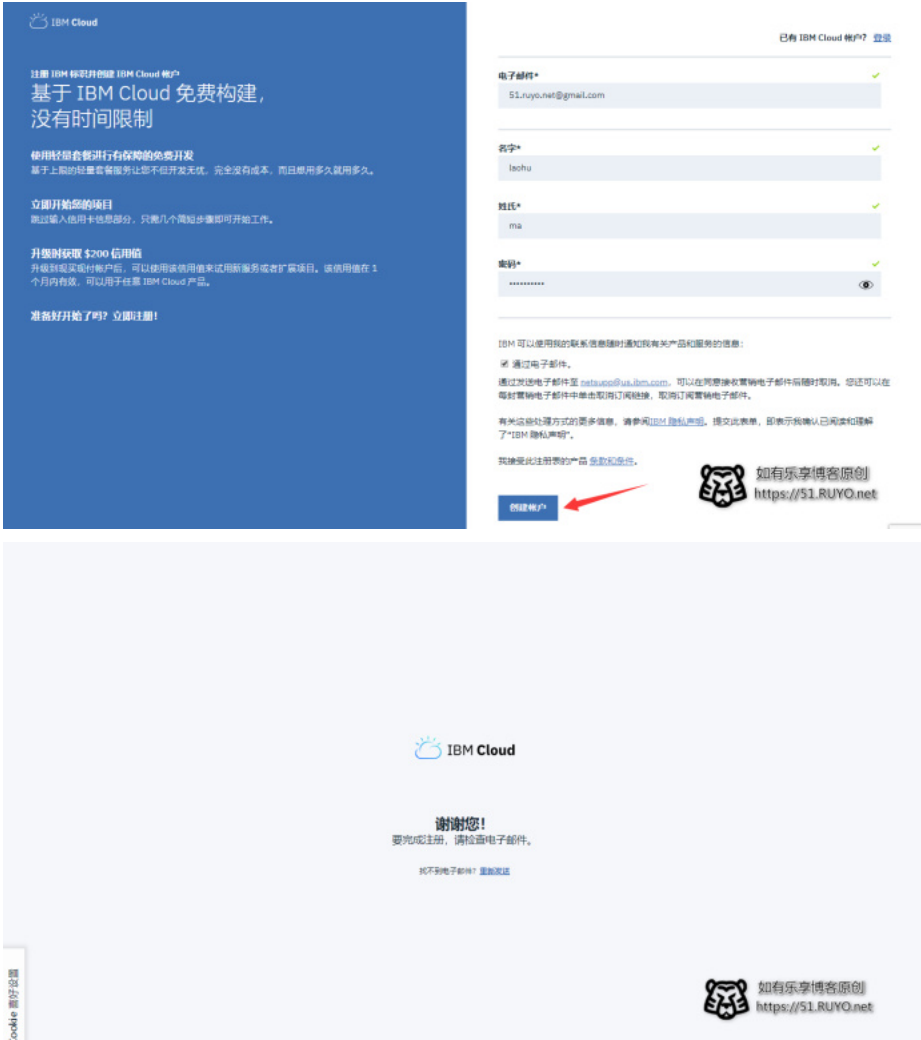 IBM Cloud
已有 IBM Cloud 帐户? 登录
注册 IBM 标识并创建 IBM Cloud 帐户
基于 IBM Cloud 免费构建,
没有时间限制
使用轻量套餐进行有保障的免费开发
基于上限的轻量套餐服务让您不但开发无忧，完全没有成本，而且想用多久就用多久。
立即开始您的项目
跳过输入信用卡信息部分，只需几个简短步骤即可开始工作。
升级时获取 $200 信用值
升级到现买现付帐户后，可以使用该信用值来试用新服务或者扩展项目。该信用值在 1
个月内有效，可以用于任意 IBM Cloud 产品。
准备好开始了吗？立即注册!
电子邮件*
51.ruyo.net@gmail.com
名字*
laohu
姓氏*
ma
密码*
••••••••••
IBM 可以使用我的联系信息随时通知我有关产品和服务的信息:
通过电子邮件。
通过发送电子邮件至 netsupp@us.ibm.com，可以在同意接收营销电子邮件后随时取消。您还可以在
每封营销电子邮件中单击取消订阅链接，取消订阅营销电子邮件。
有关这些处理方式的更多信息，请参阅IBM 隐私声明。提交此表单，即表示我确认已阅读和理解
了"IBM 隐私声明"。
我接受此注册表的产品 条款和条件。
创建帐户
如有乐享博客原创
https://51.RUYO.net
IBM Cloud
谢谢您!
要完成注册，请检查电子邮件。
找不到电子邮件? 重新发送
Cookie 喜好设置
如有乐享博客原创
https://51.RUYO.net